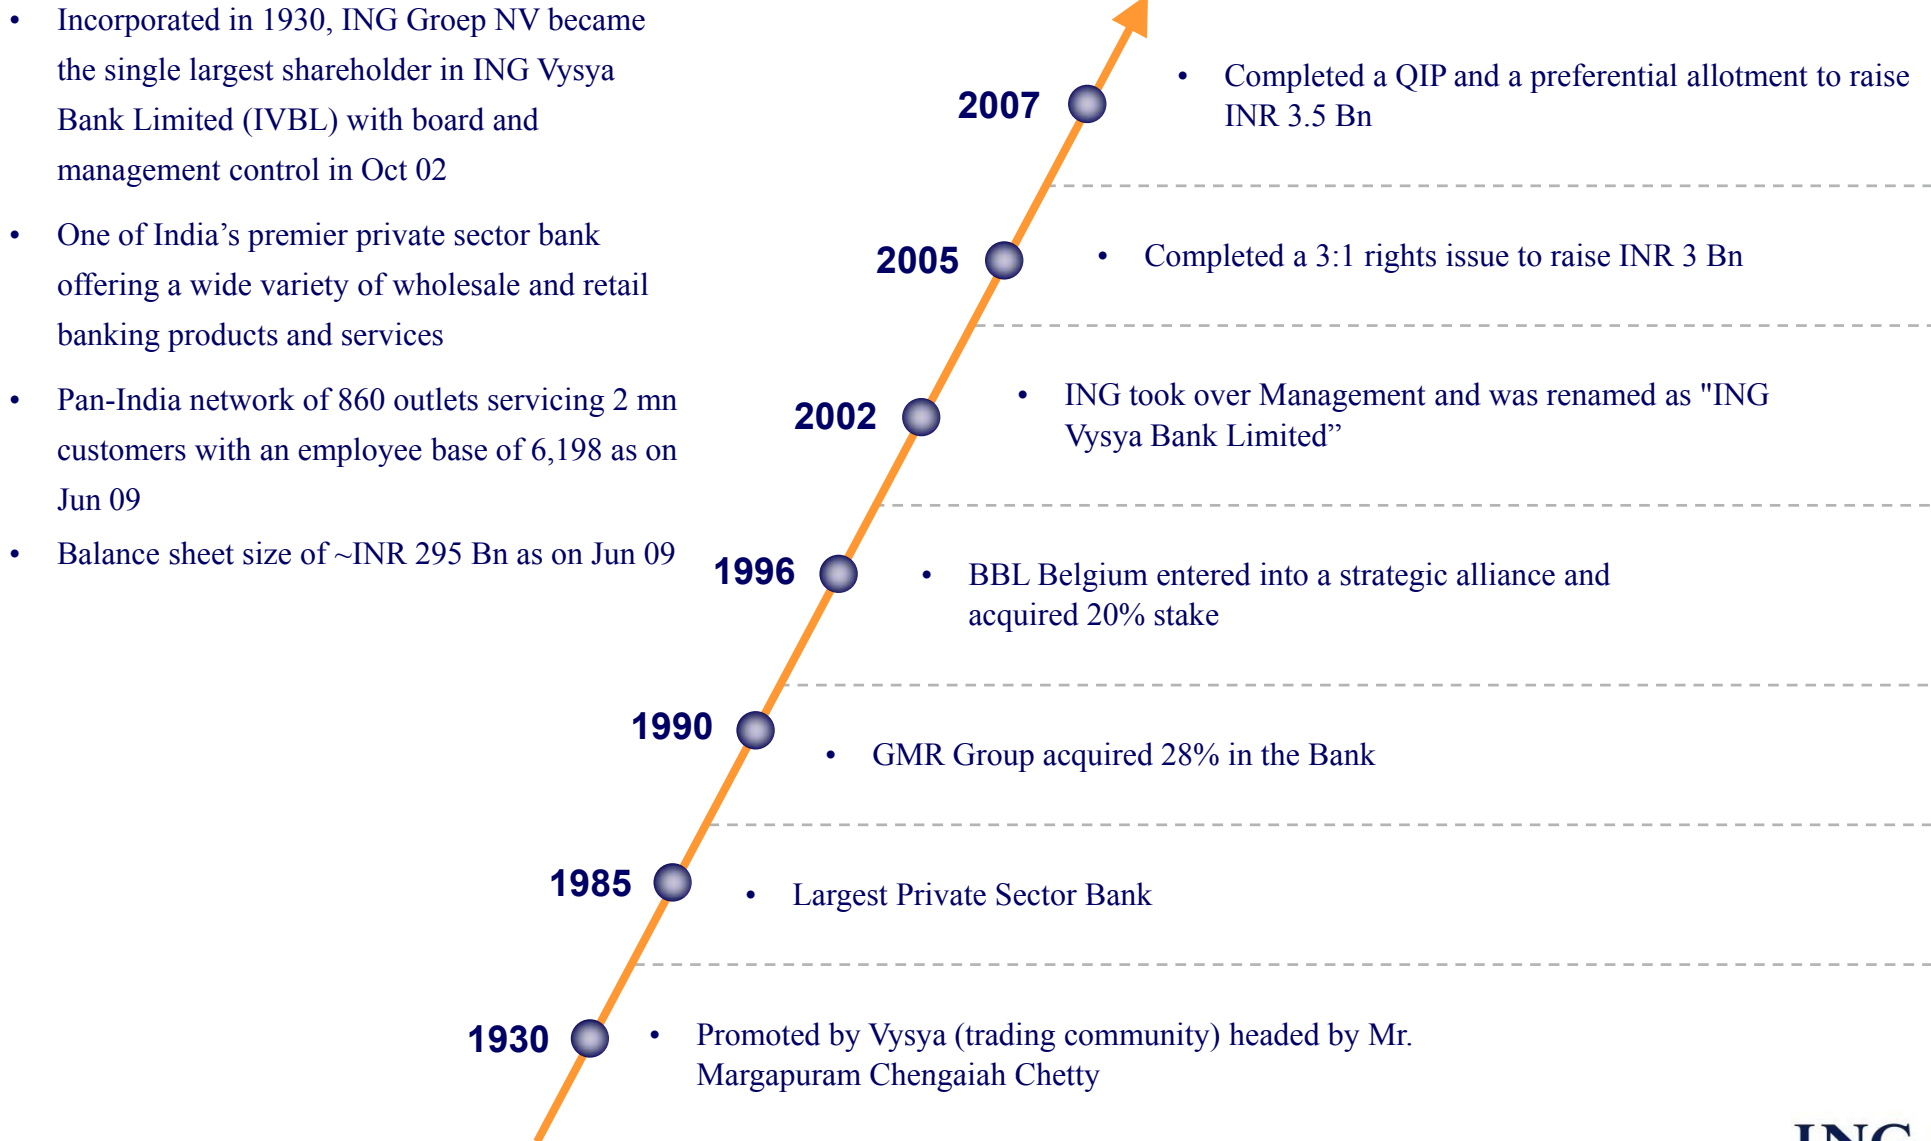 • Incorporated in 1930, ING Groep NV became
the single largest shareholder in ING Vysya
Bank Limited (IVBL) with board and
management control in Oct 02
• One of India’s premier private sector bank
offering a wide variety of wholesale and retail
banking products and services
• Pan-India network of 860 outlets servicing 2 mn
customers with an employee base of 6,198 as on
Jun 09
• Balance sheet size of ~INR 295 Bn as on Jun 09
2007
• Completed a QIP and a preferential allotment to raise
INR 3.5 Bn
2005
• Completed a 3:1 rights issue to raise INR 3 Bn
2002
• ING took over Management and was renamed as "ING
Vysya Bank Limited”
1996
• BBL Belgium entered into a strategic alliance and
acquired 20% stake
1990
• GMR Group acquired 28% in the Bank
1985
• Largest Private Sector Bank
1930
• Promoted by Vysya (trading community) headed by Mr.
Margapuram Chengaiah Chetty
ING